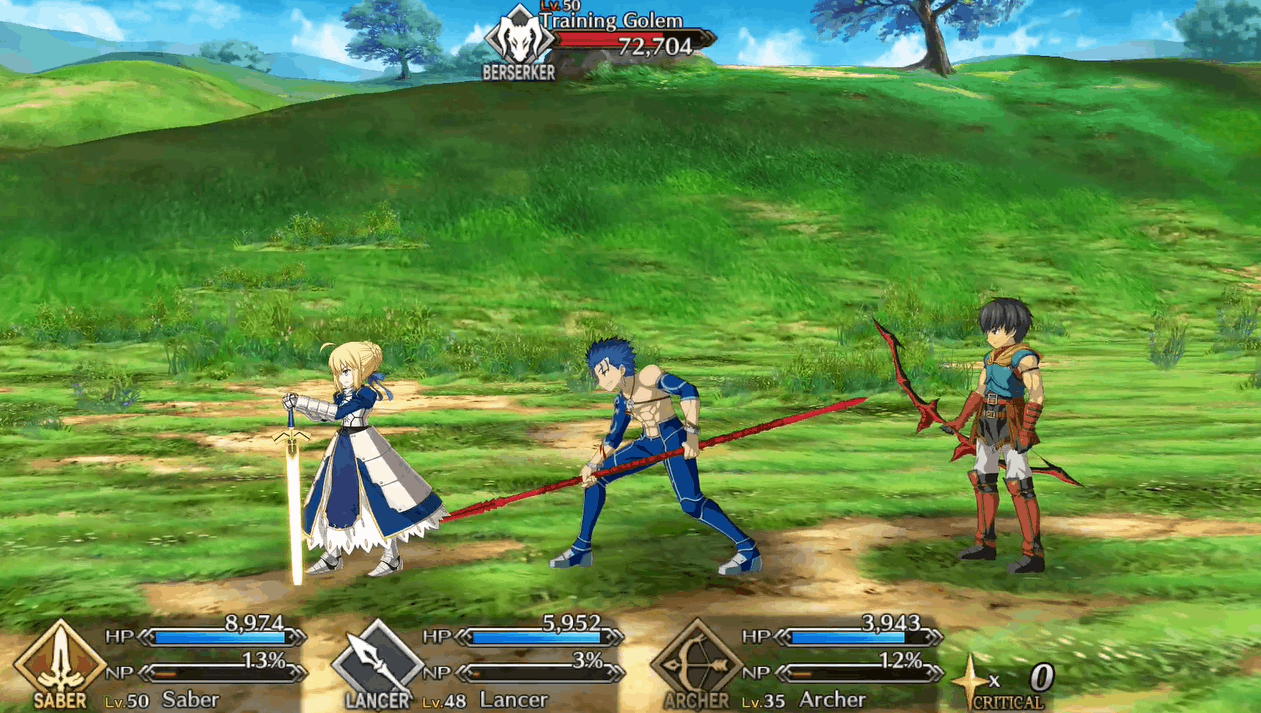 Lv.50
Training Golem
72,704
BERSERKER
HP 8,974
NP 13%
SABER
Lv.50 Saber
HP 5,952
NP 3%
LANCER
Lv.48 Lancer
HP 3,943
NP 12%
ARCHER
Lv.35 Archer
x 0
CRITICAL